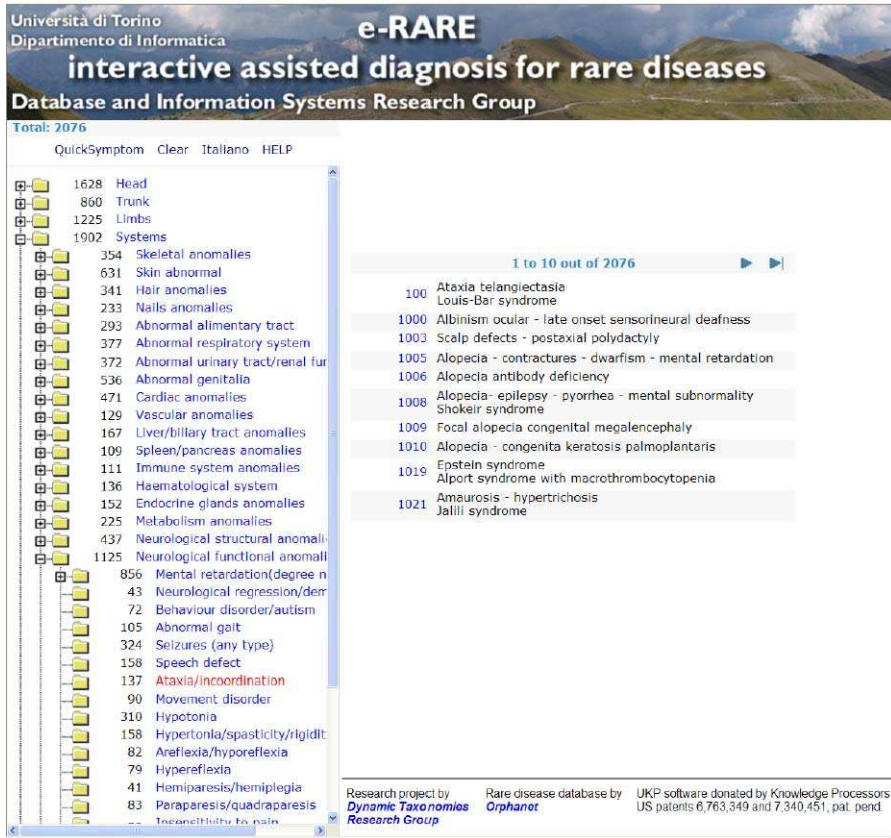 Università di Torino
Dipartimento di Informatica
e-RARE
interactive assisted diagnosis for rare diseases
Database and Information Systems Research Group
Total: 2076
QuickSymptom Clear Italiano HELP
1628 Head
860 Trunk
1225 Limbs
1902 Systems
354 Skeletal anomalies
631 Skin abnormal
341 Hair anomalies
233 Nails anomalies
293 Abnormal alimentary tract
377 Abnormal respiratory system
372 Abnormal urinary tract/renal fur
536 Abnormal genitalia
471 Cardiac anomalies
129 Vascular anomalies
167 Liver/biliary tract anomalies
109 Spleen/pancreas anomalies
111 Immune system anomalies
136 Haematological system
152 Endocrine glands anomalies
225 Metabolism anomalies
437 Neurological structural anomali
1125 Neurological functional anomali
856 Mental retardation(degree n
43 Neurological regression/dem
72 Behaviour disorder/autism
105 Abnormal gait
324 Seizures (any type)
158 Speech defect
137 Ataxia/incoordination
90 Movement disorder
310 Hypotonia
158 Hypertonia/spasticity/rigidit
82 Areflexia/hyporeflexia
79 Hypereflexia
41 Hemiparesis/hemiplegia
83 Paraparesis/quadraparesis
Insensitivity to pain
1 to 10 out of 2076
100 Ataxia telangiectasia
Louis-Bar syndrome
1000 Albinism ocular - late onset sensorineural deafness
1003 Scalp defects - postaxial polydactyly
1005 Alopecia - contractures - dwarfism - mental retardation
1006 Alopecia antibody deficiency
1008 Alopecia- epilepsy - pyorrhea - mental subnormality
Shokeir syndrome
1009 Focal alopecia congenital megalencephaly
1010 Alopecia - congenita keratosis palmoplantaris
1019 Epstein syndrome
Alport syndrome with macrothrombocytopenia
1021 Amaurosis - hypertrichosis
Jalili syndrome
Research project by
Dynamic Taxonomies
Research Group
Rare disease database by
Orphanet
UKP software donated by Knowledge Processors
US patents 6,763,349 and 7,340,451, pat. pend.